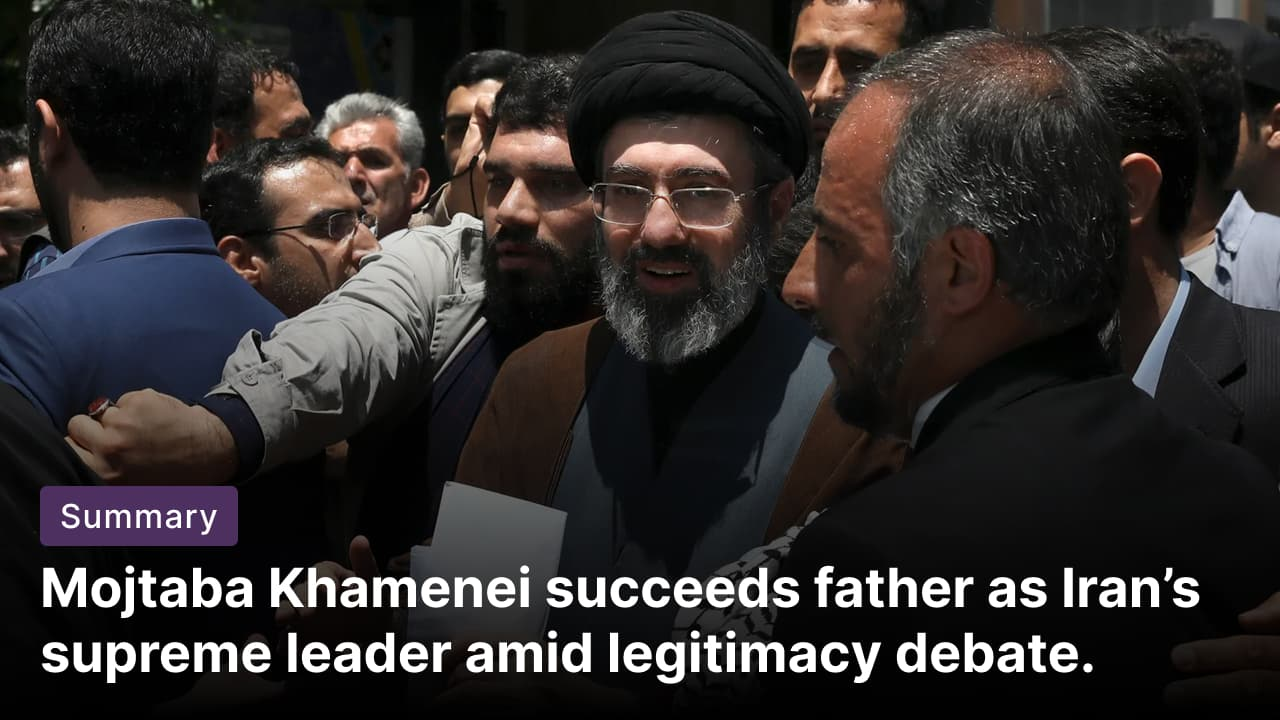 Summary
Mojtaba Khamenei succeeds father as Iran’s
supreme leader amid legitimacy debate.